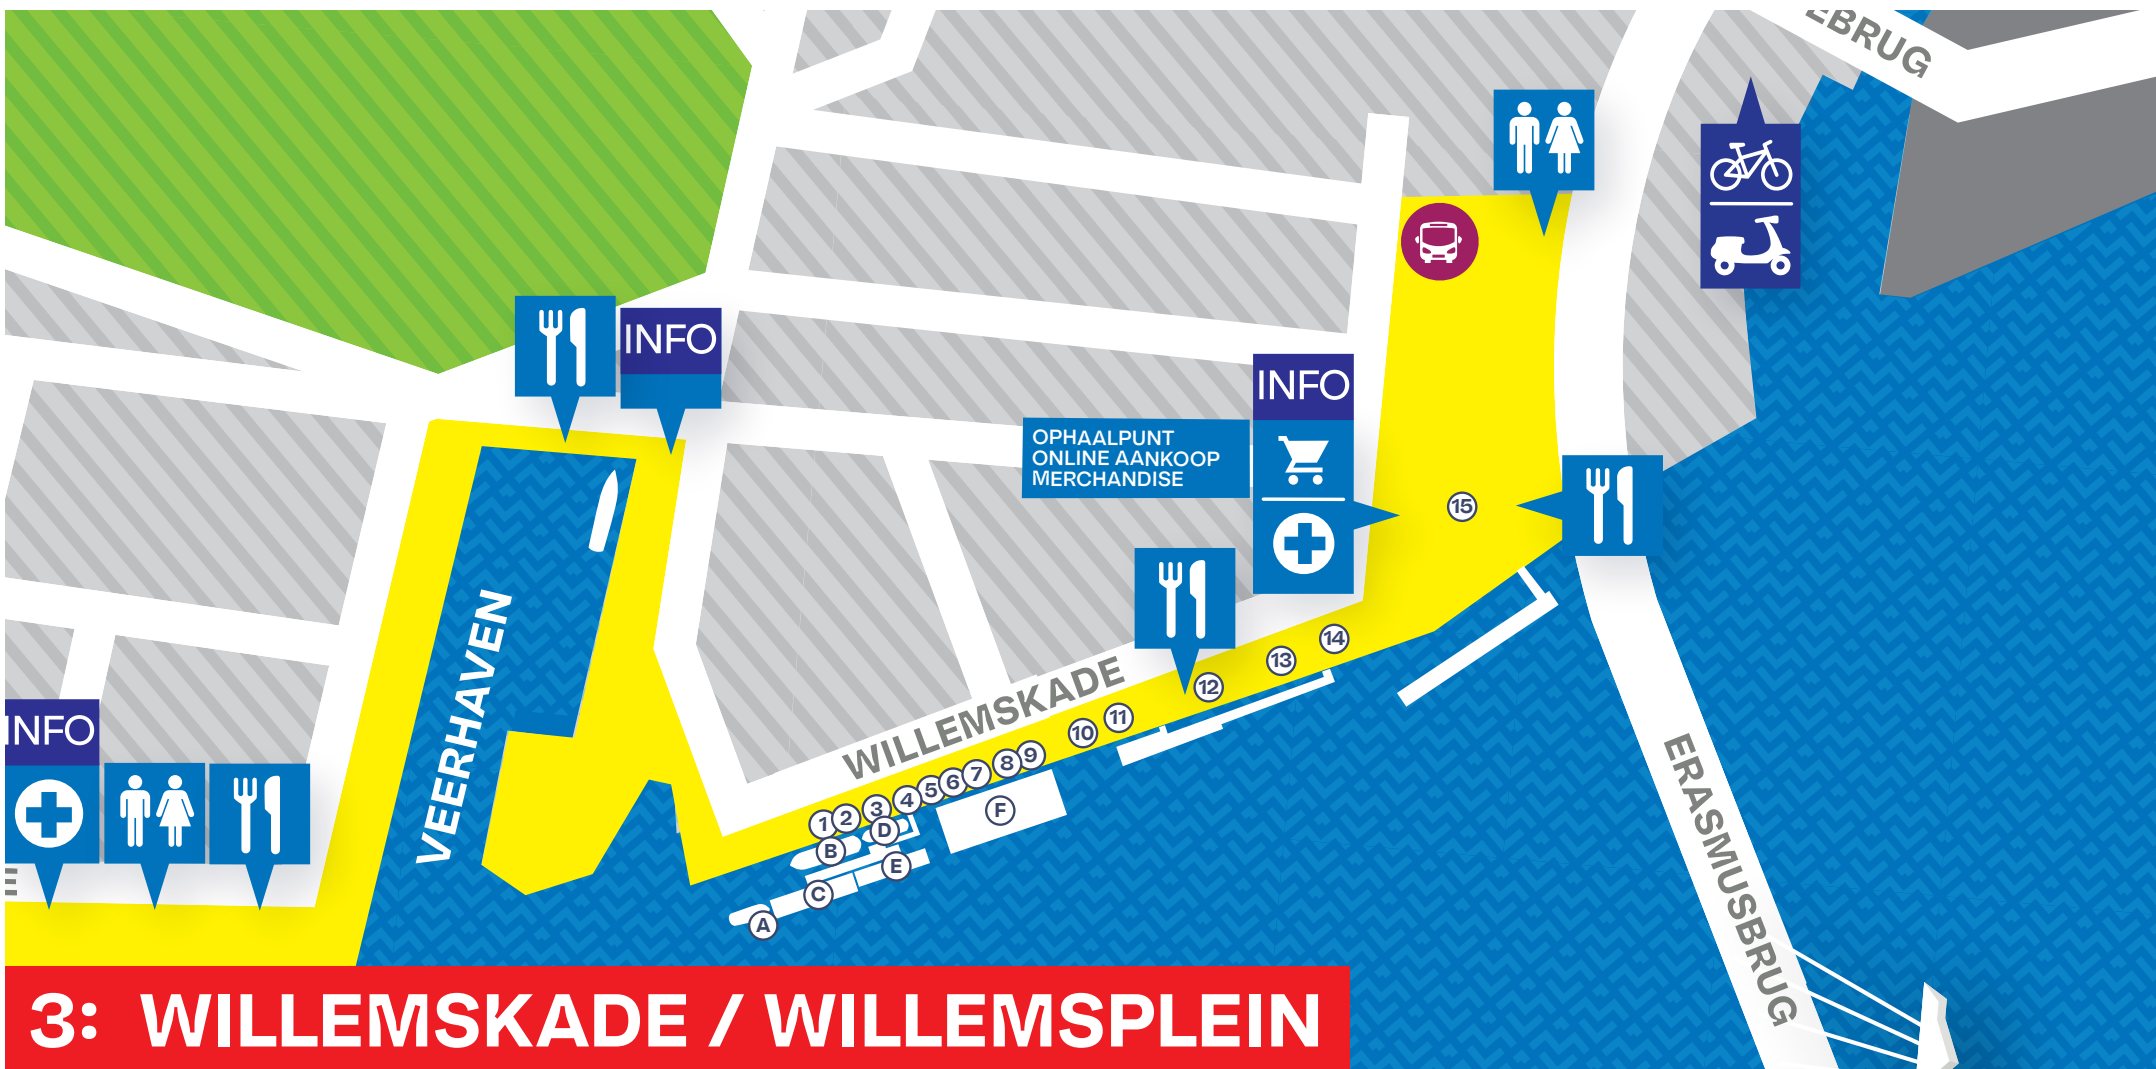 EBRUG
INFO
INFO
OPHAALPUNT
ONLINE AANKOOP
MERCHANDISE
15
14
13
12
11
10
9
8
7
6
5
4
3
2
1
WILLEMSKADE
VEERHAVEN
INFO
E
A
B
C
D
E
F
ERASMUSBRUG
3: WILLEMSKADE / WILLEMSPLEIN